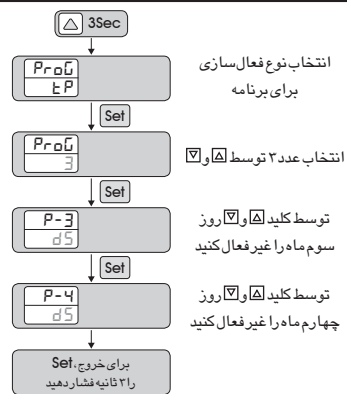 △ 3Sec
ProG
tP
انتخاب نوع فعال‌سازی
برای برنامه
Set
ProG
3
انتخاب عدد ۳ توسط △ و ▽
Set
P-3
dS
توسط کلید △ و ▽ روز
سوم ماه را غیرفعال کنید
Set
P-4
dS
توسط کلید △ و ▽ روز
چهارم ماه را غیرفعال کنید
برای خروج، Set
را ۳ ثانیه فشار دهید